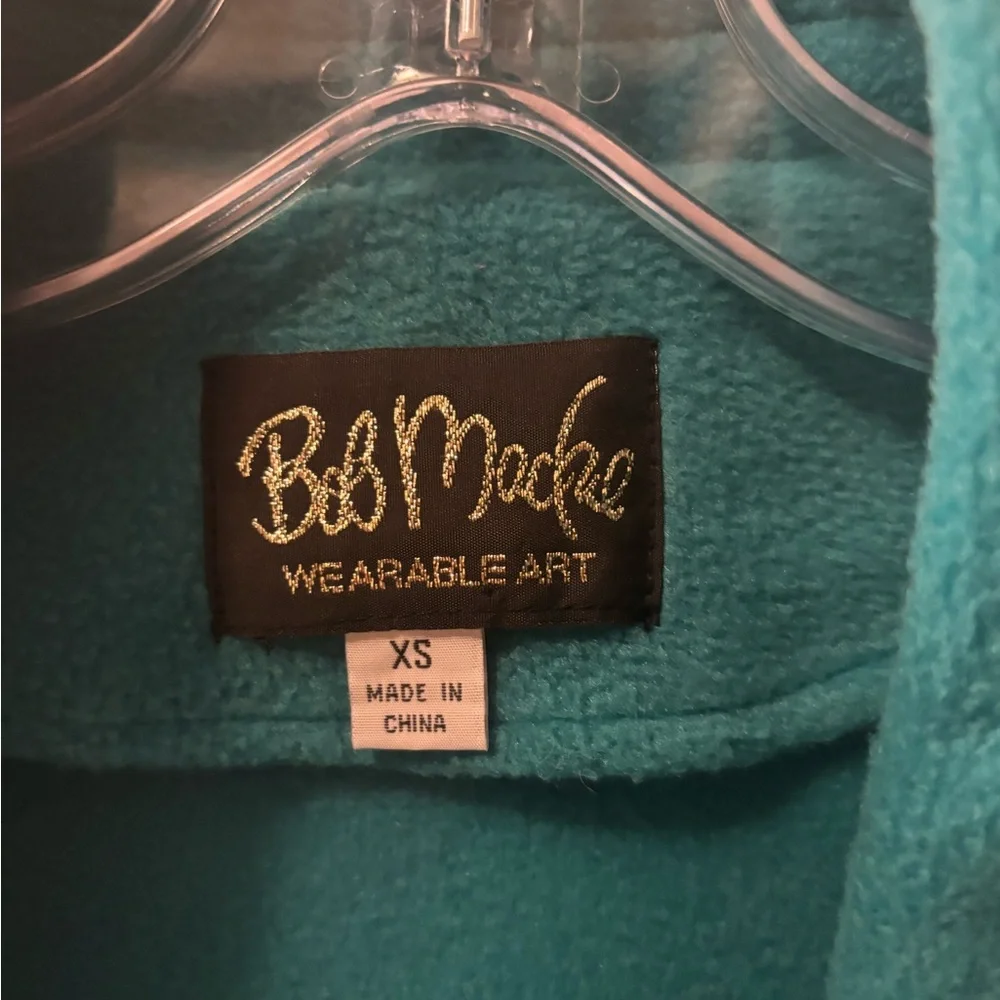 Bob Mackie
WEARABLE ART
XS
MADE IN
CHINA